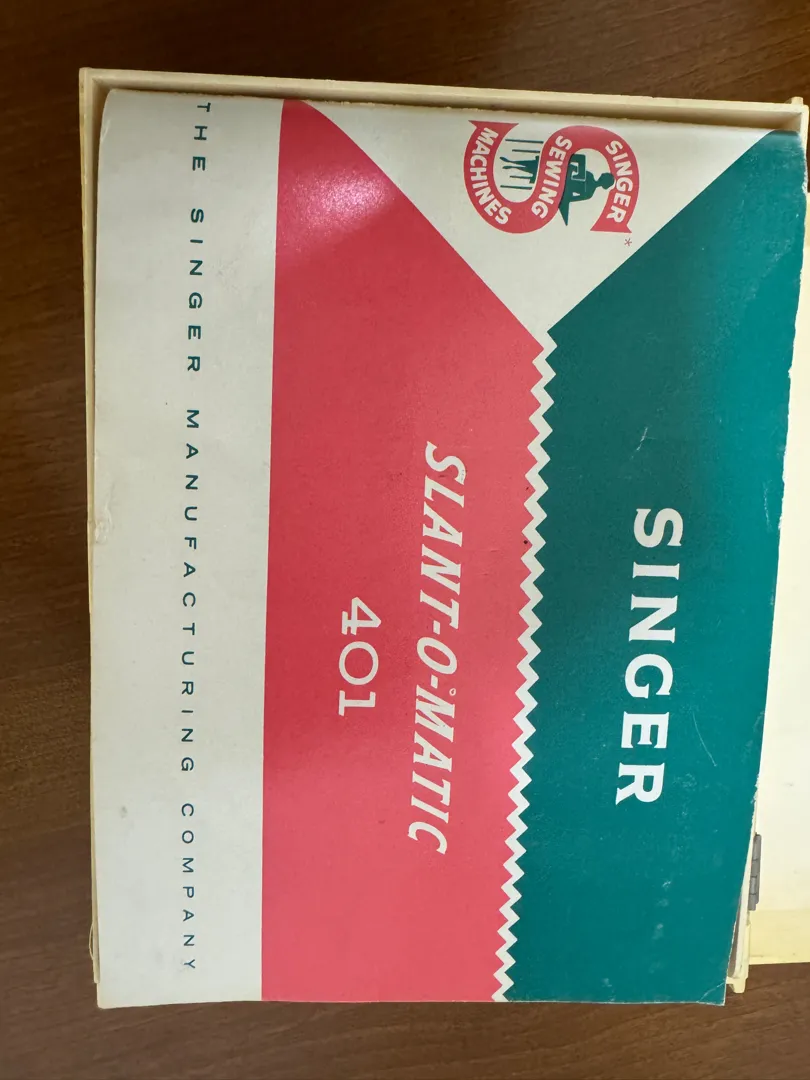 SINGER
SEWING
MACHINES
*
SINGER
SLANT-O-MATIC
401
THE SINGER MANUFACTURING COMPANY